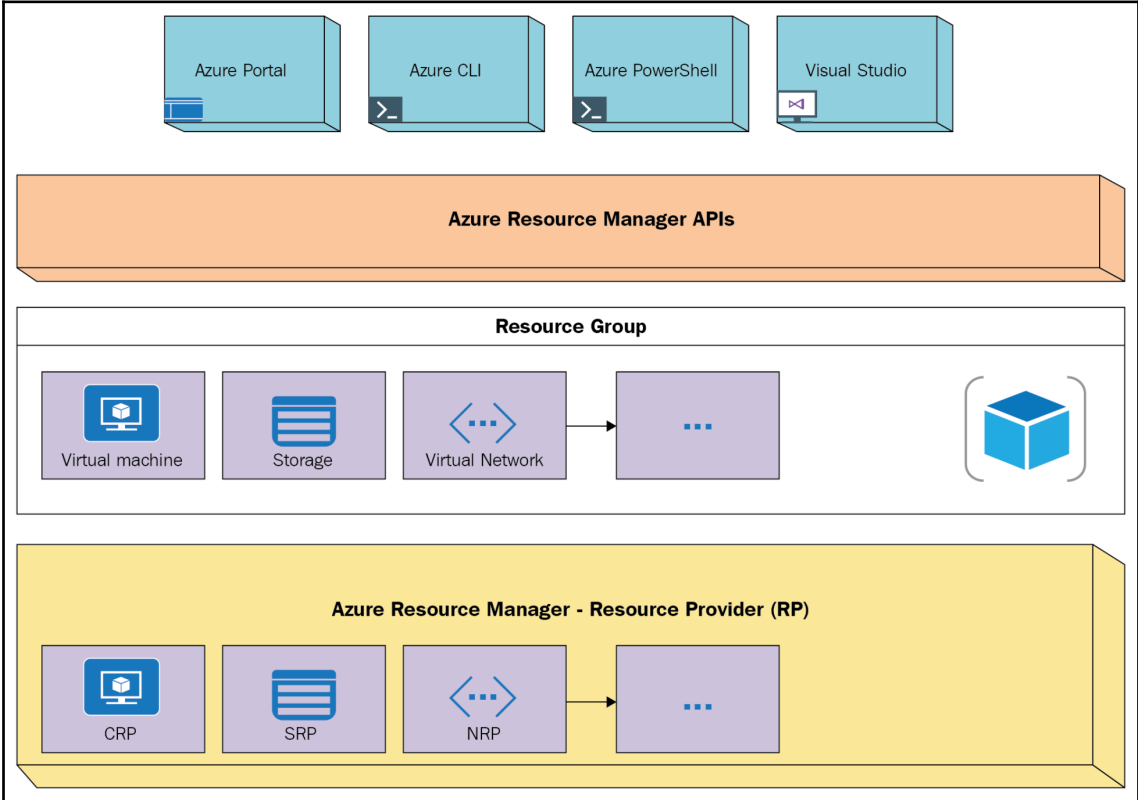 Azure Portal
Azure CLI
Azure PowerShell
Visual Studio
Azure Resource Manager APIs
Resource Group
Virtual machine
Storage
Virtual Network
...
Azure Resource Manager - Resource Provider (RP)
CRP
SRP
NRP
...